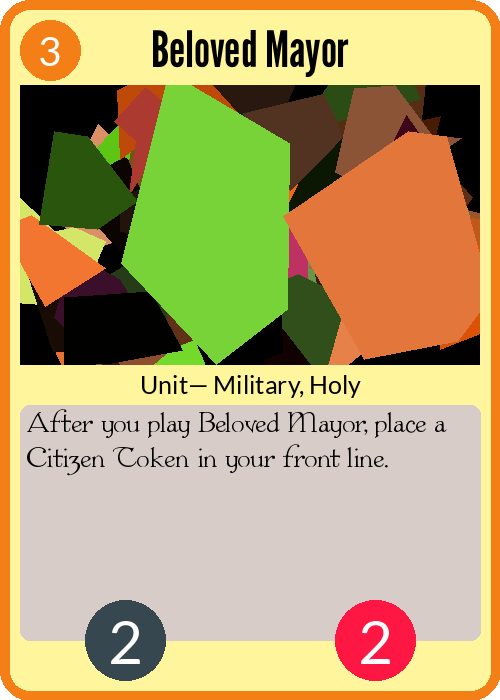 3
Beloved Mayor
Unit— Military, Holy
After you play Beloved Mayor, place a
Citizen Token in your front line.
2
2